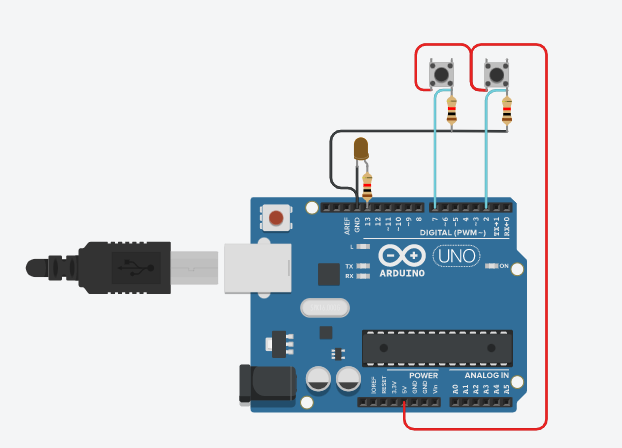 AREF
GND
13
12
~11
~10
~9
8
7
~6
~5
4
~3
2
TX→1
RX←0
DIGITAL (PWM~)
L
TX
RX
ARDUINO
UNO
ON
POWER
ANALOG IN
IOREF
RESET
3.3V
5V
GND
GND
Vin
A0
A1
A2
A3
A4
A5